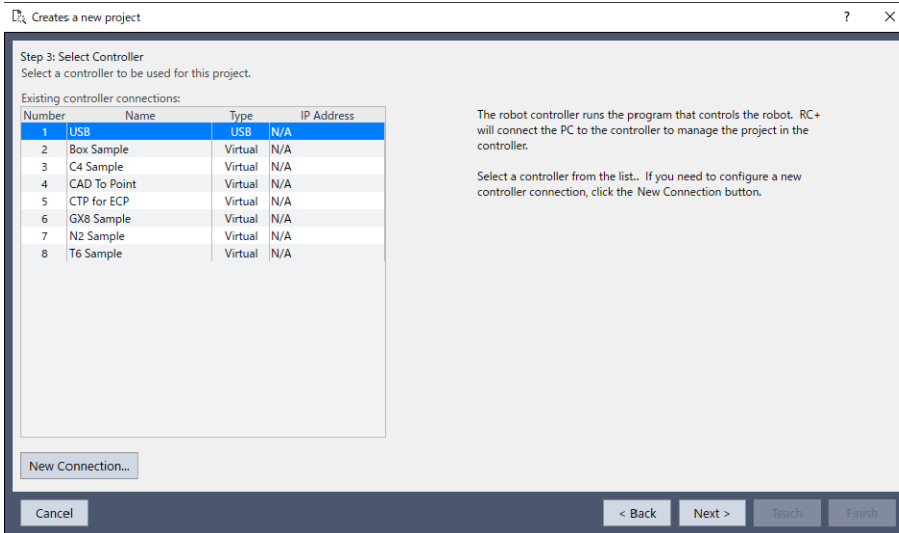 Creates a new project
?
Step 3: Select Controller
Select a controller to be used for this project.
Existing controller connections:
Number Name Type IP Address
1 USB USB N/A
2 Box Sample Virtual N/A
3 C4 Sample Virtual N/A
4 CAD To Point Virtual N/A
5 CTP for ECP Virtual N/A
6 GX8 Sample Virtual N/A
7 N2 Sample Virtual N/A
8 T6 Sample Virtual N/A
The robot controller runs the program that controls the robot. RC+
will connect the PC to the controller to manage the project in the
controller.
Select a controller from the list.. If you need to configure a new
controller connection, click the New Connection button.
New Connection...
Cancel
< Back
Next >
Teach
Finish